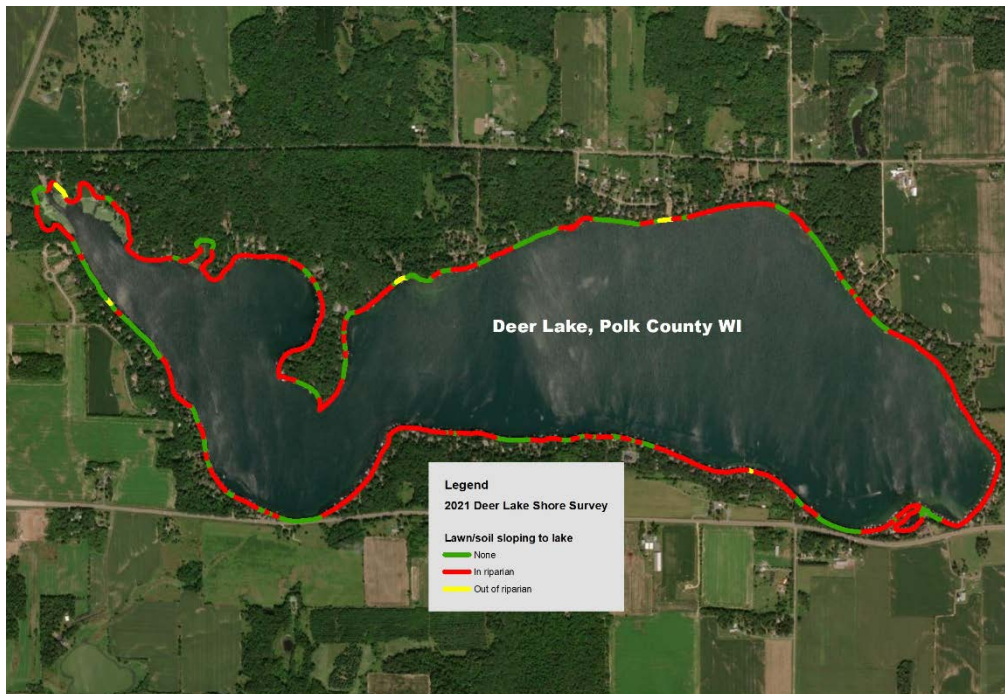 Deer Lake, Polk County WI
Legend
2021 Deer Lake Shore Survey
Lawn/soil sloping to lake
None
In riparian
Out of riparian